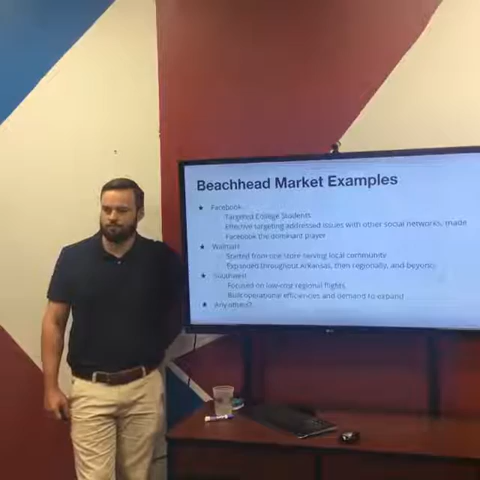 Beachhead Market Examples
★ Facebook
Targeted College Students
Effective targeting addressed issues with other social networks, made
Facebook the dominant player
★ Walmart
Started from one store serving local community
Expanded throughout Arkansas, then regionally, and beyond
★ Southwest
Focused on low-cost regional flights
Built operational efficiencies and demand to expand
★ Any others?